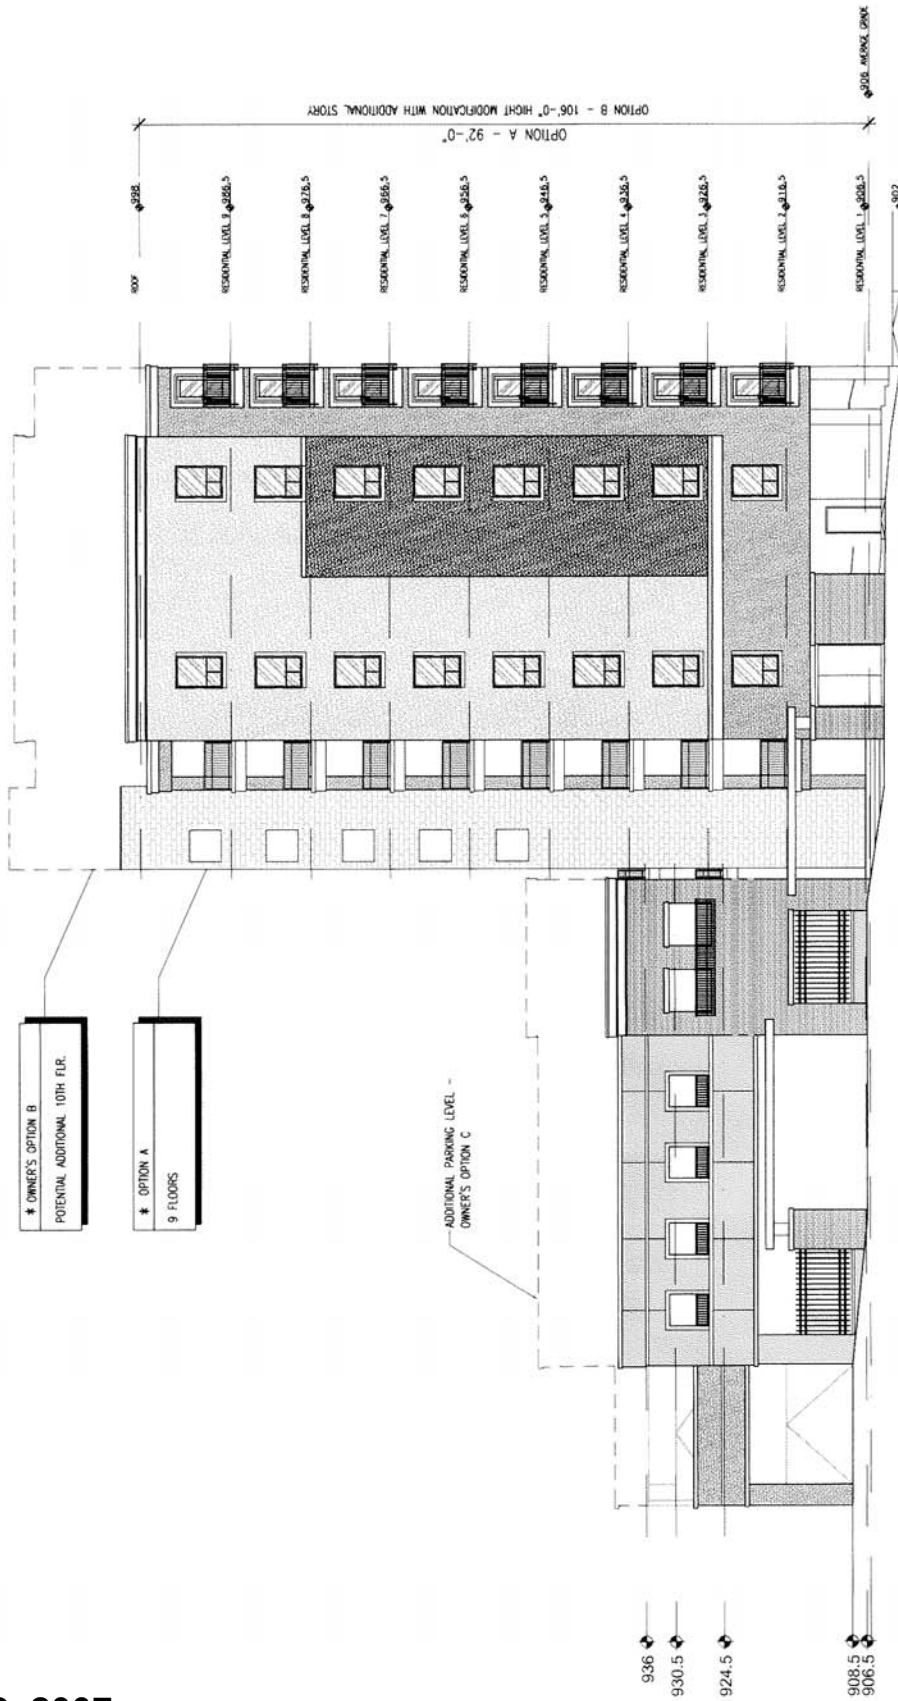 * OWNER'S OPTION B
POTENTIAL ADDITIONAL 10TH FLR.
* OPTION A
9 FLOORS
ADDITIONAL PARKING LEVEL -
OWNER'S OPTION C
OPTION B - 106'-0" HIGHT MODIFICATION WITH ADDITIONAL STORY
OPTION A - 92'-0"
ROOF 998
RESIDENTIAL LEVEL 9 986.5
RESIDENTIAL LEVEL 8 976.5
RESIDENTIAL LEVEL 7 966.5
RESIDENTIAL LEVEL 6 956.5
RESIDENTIAL LEVEL 5 946.5
RESIDENTIAL LEVEL 4 936.5
RESIDENTIAL LEVEL 3 926.5
RESIDENTIAL LEVEL 2 916.5
RESIDENTIAL LEVEL 1 906.5
906 AVERAGE GRADE
902
936
930.5
924.5
908.5
906.5